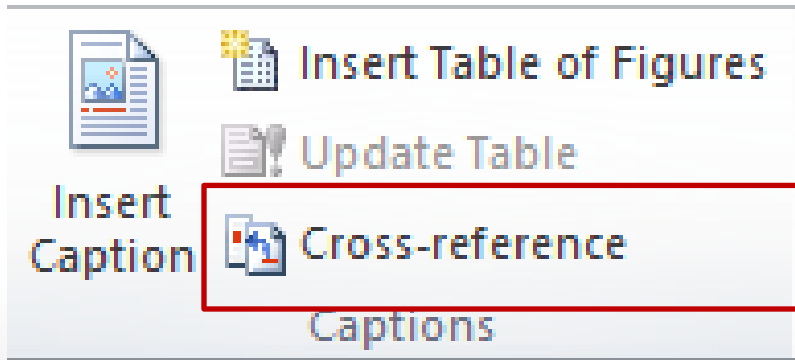 Insert Table of Figures
Update Table
Insert
Caption
Cross-reference
Captions